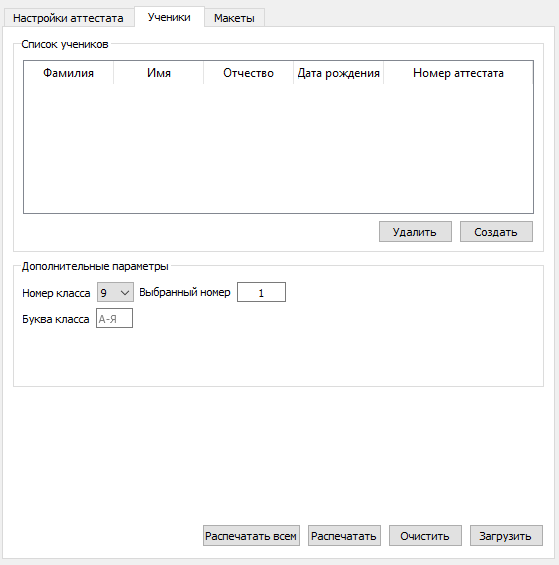 Настройки аттестата Ученики Макеты
Список учеников
Фамилия Имя Отчество Дата рождения Номер аттестата
Удалить Создать
Дополнительные параметры
Номер класса 9 Выбранный номер 1
Буква класса А-Я
Распечатать всем Распечатать Очистить Загрузить